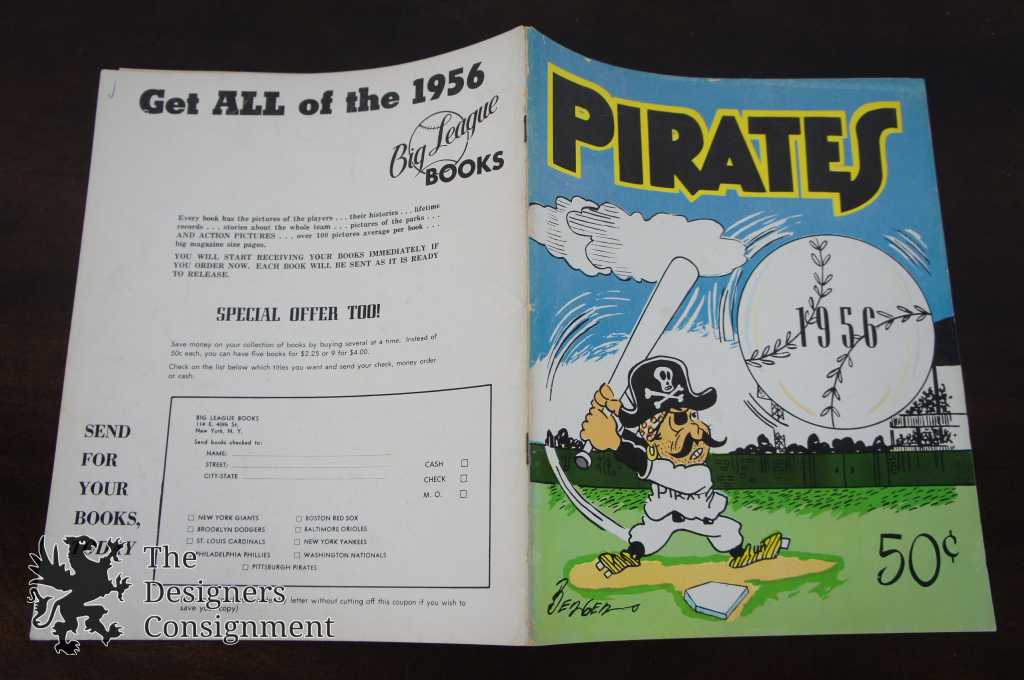 Get ALL of the 1956
Big League
BOOKS
Every book has the pictures of the players . . . their histories . . . lifetime
records . . . stories about the whole team . . . pictures of the parks . . .
AND ACTION PICTURES . . . over 100 pictures average per book . . .
big magazine size pages.
YOU WILL START RECEIVING YOUR BOOKS IMMEDIATELY IF
YOU ORDER NOW. EACH BOOK WILL BE SENT AS IT IS READY
TO RELEASE.
SPECIAL OFFER TOO!
Save money on your collection of books by buying several at a time. Instead of
50c each, you can have five books for $2.25 or 9 for $4.00.
Check on the list below which titles you want and send your check, money order
or cash:
SEND
FOR
YOUR
BOOKS,
TODAY
BIG LEAGUE BOOKS
114 E. 40th St.
New York, N. Y.
Send books checked to:
NAME:
STREET:
CITY-STATE
CASH
CHECK
M. O.
NEW YORK GIANTS
BROOKLYN DODGERS
ST. LOUIS CARDINALS
PHILADELPHIA PHILLIES
BOSTON RED SOX
BALTIMORE ORIOLES
NEW YORK YANKEES
WASHINGTON NATIONALS
PITTSBURGH PIRATES
letter without cutting off this coupon if you wish to
save your copy)
The
Designers
Consignment
PIRATES
1956
PIRATE
50¢
BERGER